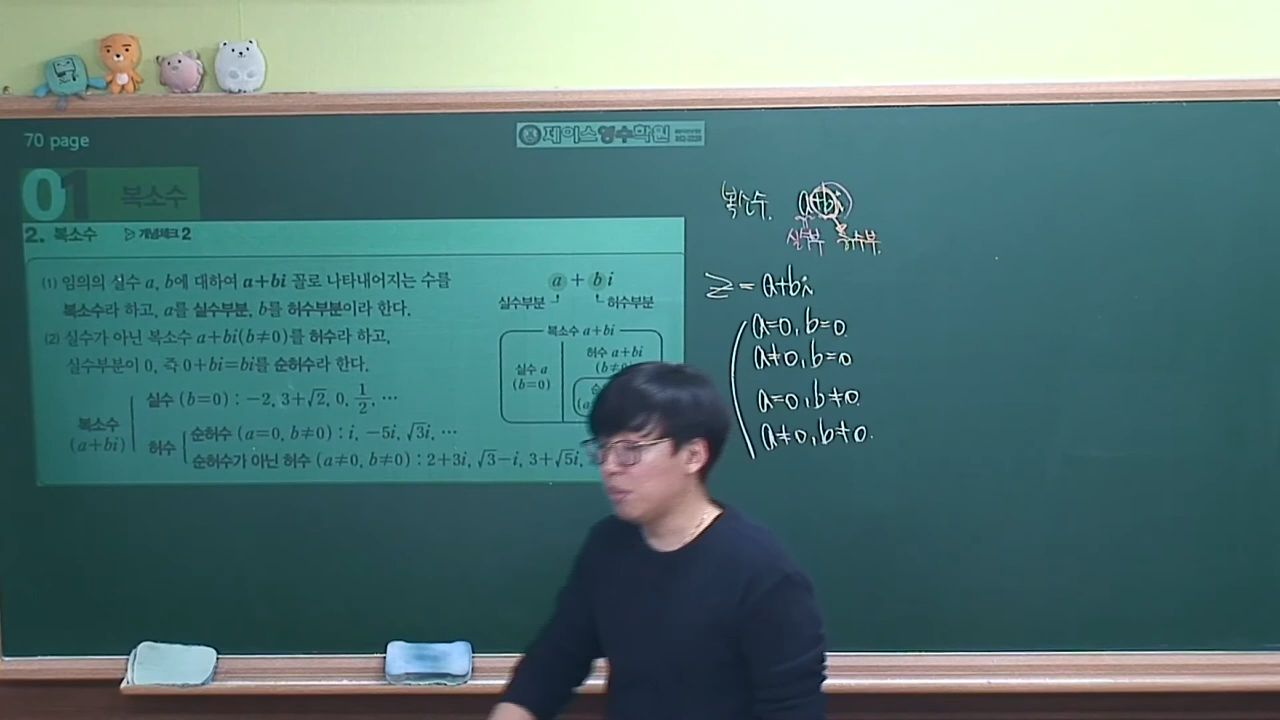 70 page
제이스영수학원
01 복소수
2. 복소수 ▷ 개념체크 2
(1) 임의의 실수 a, b에 대하여 a+bi 꼴로 나타내어지는 수를
복소수라 하고, a를 실수부분, b를 허수부분이라 한다.
(2) 실수가 아닌 복소수 a+bi(b≠0)를 허수라 하고,
실수부분이 0, 즉 0+bi=bi를 순허수라 한다.
복소수 (a+bi)
실수 (b=0) : -2, 3+√2, 0, 1/2, ⋯
허수
순허수 (a=0, b≠0) : i, -5i, √3i, ⋯
순허수가 아닌 허수 (a≠0, b≠0) : 2+3i, √3-i, 3+√5i,
a + b i
실수부분 허수부분
복소수 a+bi
실수 a (b=0)
허수 a+bi (b≠0)
복소수. a+bi
실수부 허수부.
Z = a+bi
a=0, b=0.
a≠0, b=0
a=0, b≠0.
a≠0, b≠0.